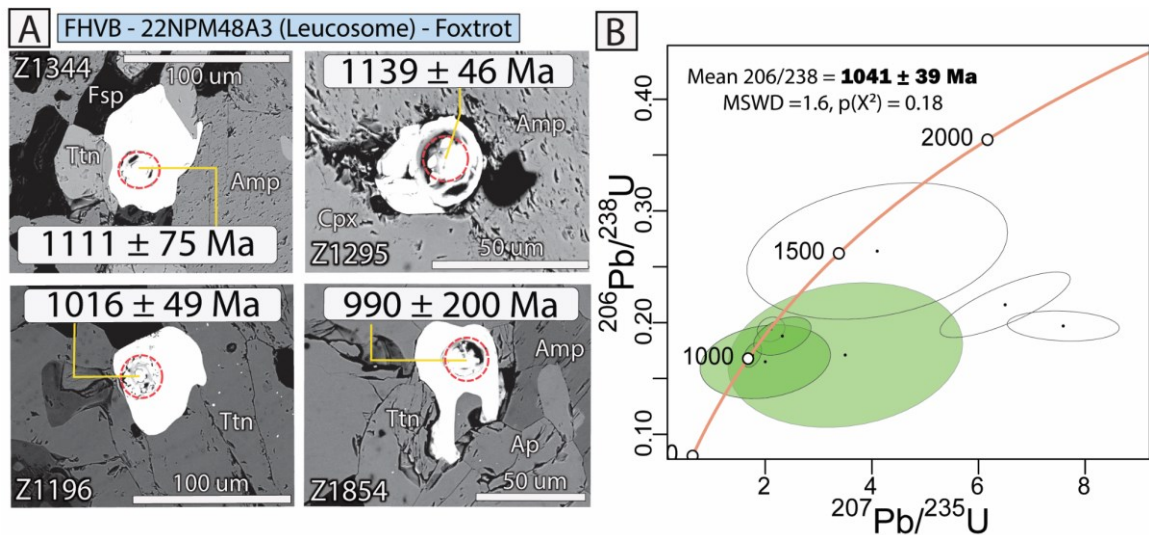 A
FHVB - 22NPM48A3 (Leucosome) - Foxtrot
Z1344
100 um
Fsp
Ttn
Amp
1111 ± 75 Ma
1139 ± 46 Ma
Amp
Cpx
Z1295
50 um
1016 ± 49 Ma
Ttn
Z1196
100 um
990 ± 200 Ma
Amp
Ttn
Ap
Z1854
50 um
B
Mean 206/238 = 1041 ± 39 Ma
MSWD =1.6, p(X²) = 0.18
2000
1500
1000
0.40
0.30
0.20
0.10
0
2
4
6
8
²⁰⁶Pb/²³⁸U
²⁰⁷Pb/²³⁵U